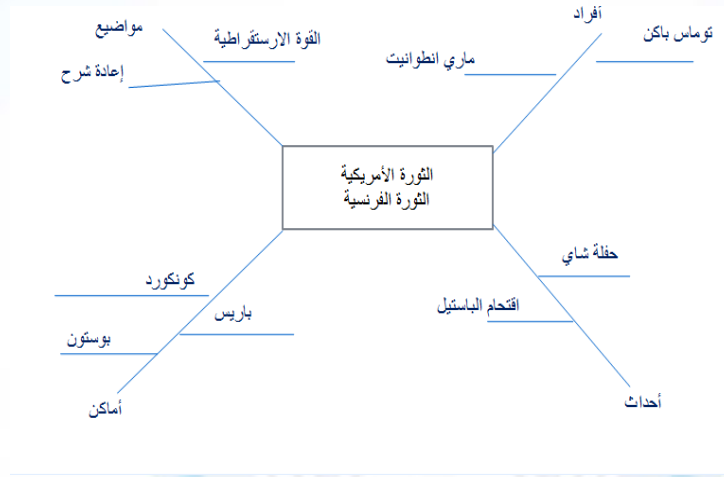 أفراد
توماس باكن
ماري انطوانيت
مواضيع
القوة الارستقراطية
إعادة شرح
الثورة الأمريكية
الثورة الفرنسية
حفلة شاي
اقتحام الباستيل
أحداث
كونكورد
باريس
بوستون
أماكن